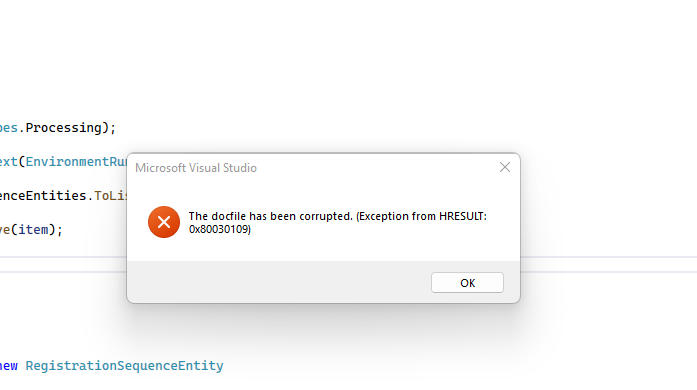 pes.Processing);
Microsoft Visual Studio
ext(EnvironmentRu
The docfile has been corrupted. (Exception from HRESULT:
0x80030109)
enceEntities.ToLis
ve(item);
OK
new RegistrationSequenceEntity